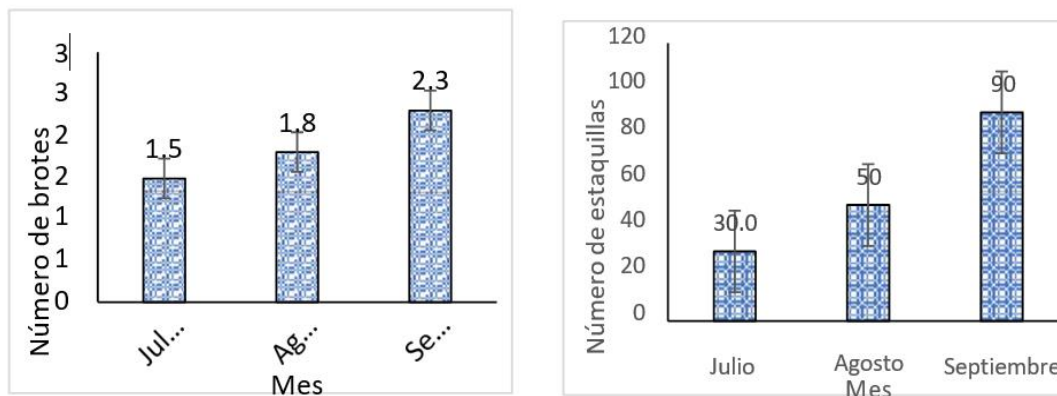 Número de brotes
3
3
2
2
1
1
0
1.5
1.8
2.3
Jul...
Ag...
Se...
Mes
Número de estaquillas
120
100
80
60
40
20
0
30.0
50
90
Julio
Agosto
Septiembre
Mes